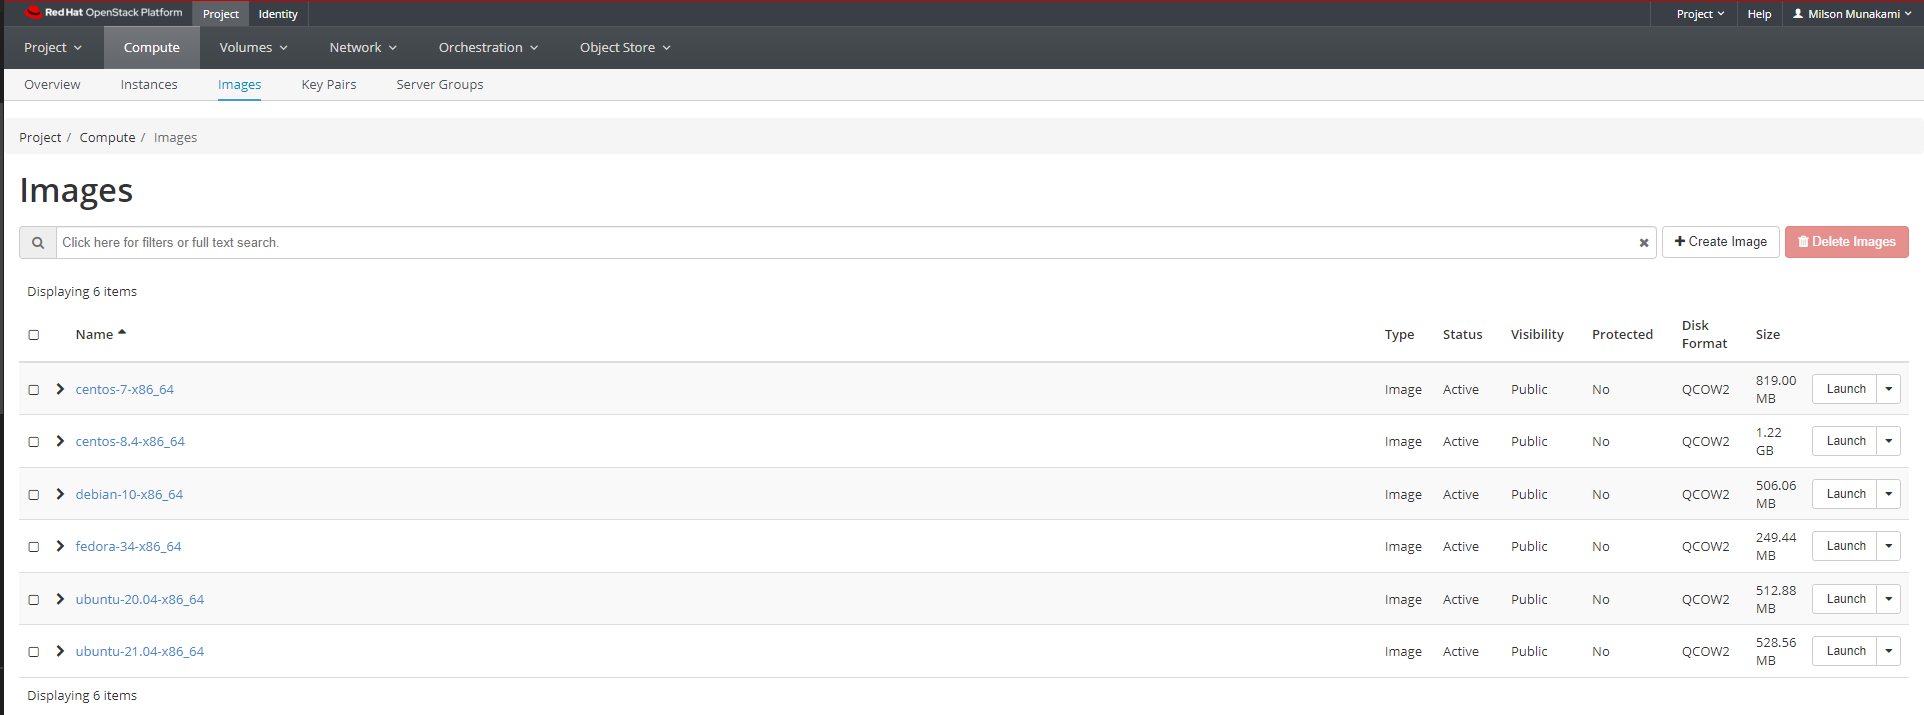 Red Hat OpenStack Platform Project Identity Project Help Milson Munakami
Project Compute Volumes Network Orchestration Object Store
Overview Instances Images Key Pairs Server Groups
Project / Compute / Images
Images
Click here for filters or full text search. Create Image Delete Images
Displaying 6 items
Name Type Status Visibility Protected Disk Format Size
centos-7-x86_64 Image Active Public No QCOW2 819.00 MB Launch
centos-8.4-x86_64 Image Active Public No QCOW2 1.22 GB Launch
debian-10-x86_64 Image Active Public No QCOW2 506.06 MB Launch
fedora-34-x86_64 Image Active Public No QCOW2 249.44 MB Launch
ubuntu-20.04-x86_64 Image Active Public No QCOW2 512.88 MB Launch
ubuntu-21.04-x86_64 Image Active Public No QCOW2 528.56 MB Launch
Displaying 6 items